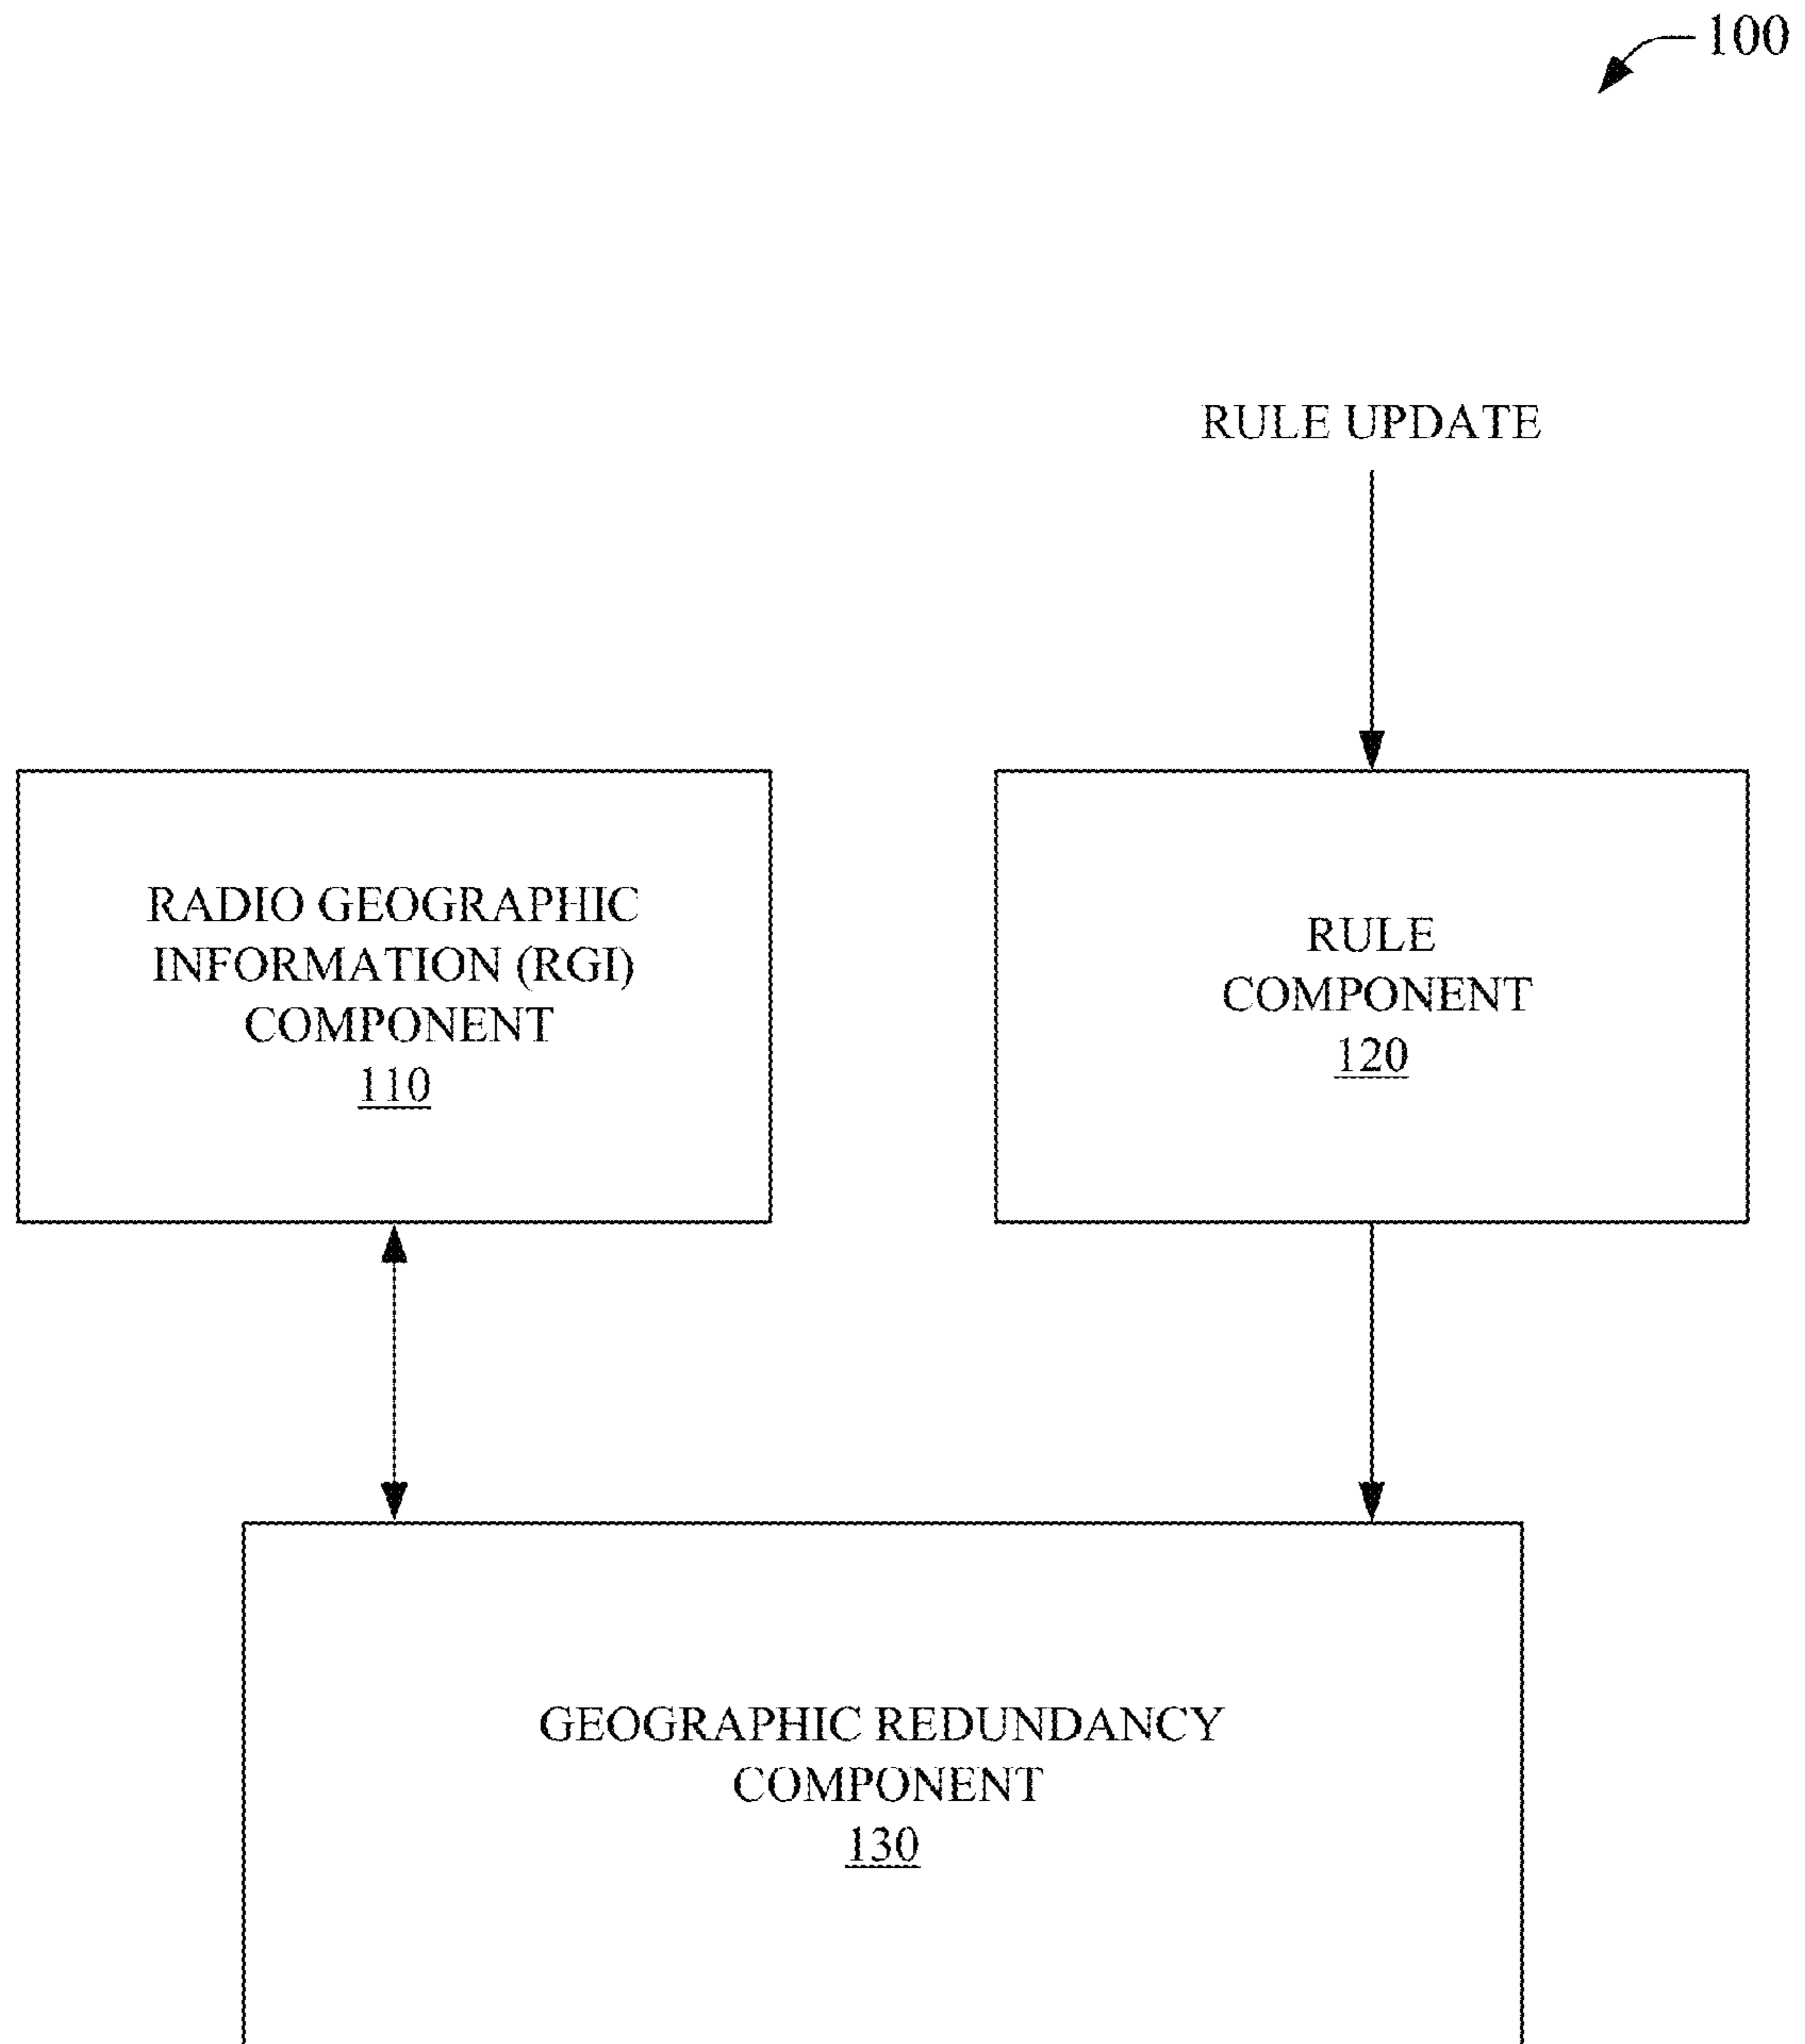 100
RULE UPDATE
RADIO GEOGRAPHIC
INFORMATION (RGI)
COMPONENT
110
RULE
COMPONENT
120
GEOGRAPHIC REDUNDANCY
COMPONENT
130